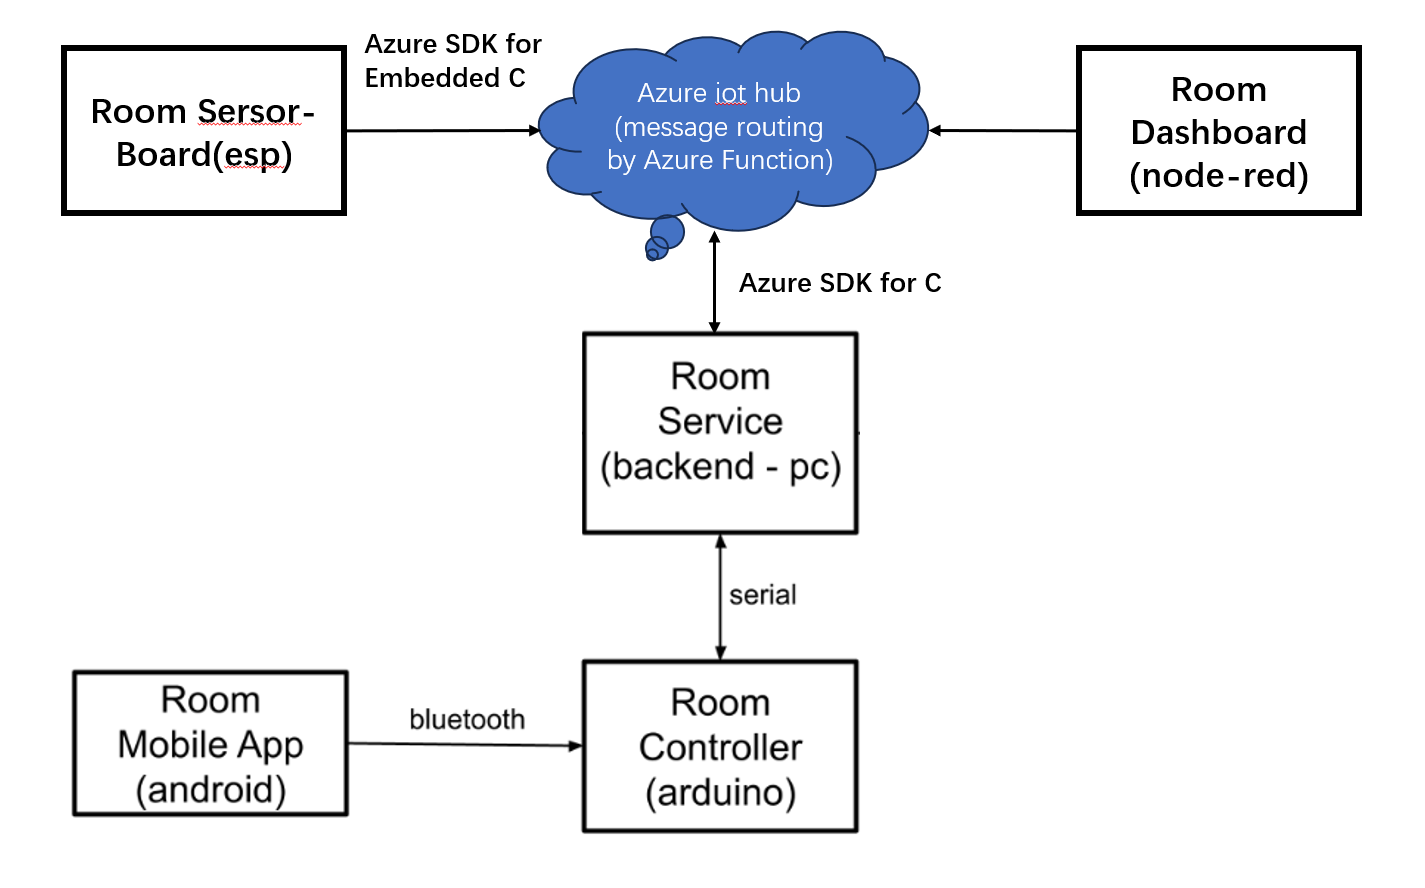 Azure SDK for
Embedded C
Room Sersor-
Board(esp)
Azure iot hub
(message routing
by Azure Function)
Room
Dashboard
(node-red)
Azure SDK for C
Room
Service
(backend - pc)
serial
Room
Mobile App
(android)
bluetooth
Room
Controller
(arduino)